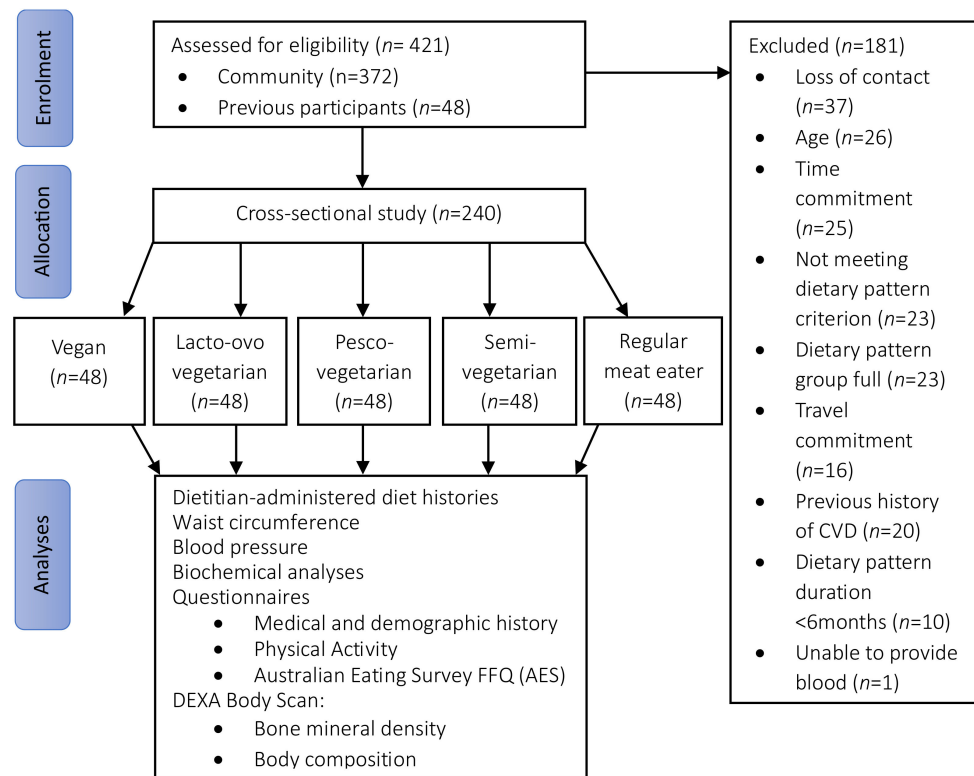 Enrolment
Assessed for eligibility (n= 421)
● Community (n=372)
● Previous participants (n=48)
Excluded (n=181)
● Loss of contact
(n=37)
● Age (n=26)
● Time
commitment
(n=25)
● Not meeting
dietary pattern
criterion (n=23)
● Dietary pattern
group full (n=23)
● Travel
commitment
(n=16)
● Previous history
of CVD (n=20)
● Dietary pattern
duration
<6months (n=10)
● Unable to provide
blood (n=1)
Allocation
Cross-sectional study (n=240)
Vegan
(n=48)
Lacto-ovo
vegetarian
(n=48)
Pesco-
vegetarian
(n=48)
Semi-
vegetarian
(n=48)
Regular
meat eater
(n=48)
Analyses
Dietitian-administered diet histories
Waist circumference
Blood pressure
Biochemical analyses
Questionnaires
● Medical and demographic history
● Physical Activity
● Australian Eating Survey FFQ (AES)
DEXA Body Scan:
● Bone mineral density
● Body composition